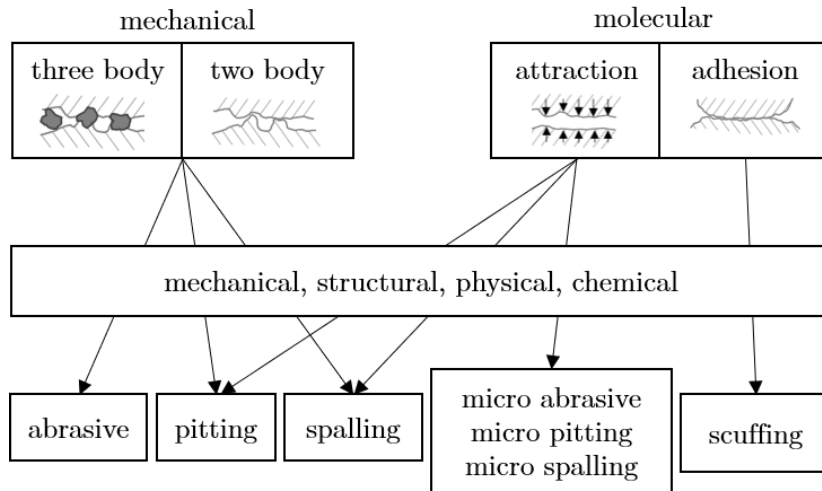 mechanical
molecular
three body
two body
attraction
adhesion
mechanical, structural, physical, chemical
abrasive
pitting
spalling
micro abrasive
micro pitting
micro spalling
scuffing